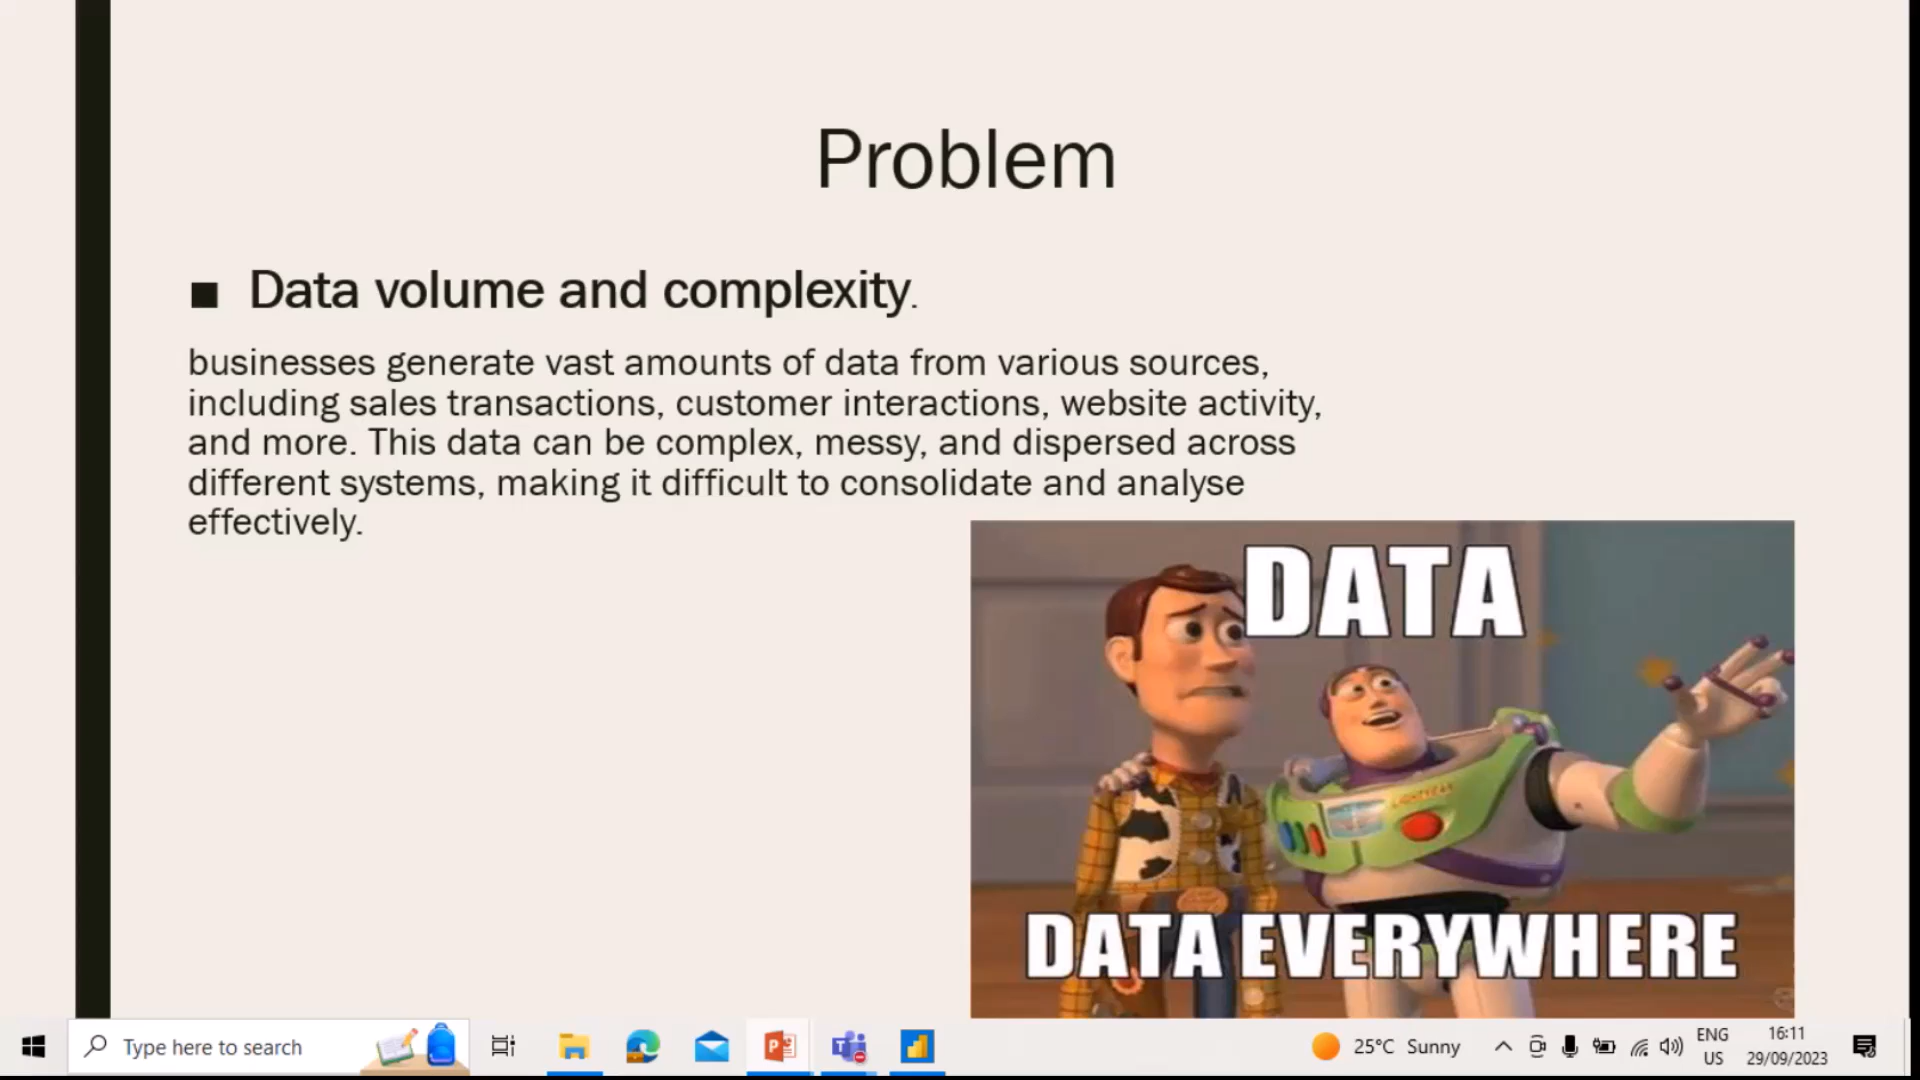 Problem
■ Data volume and complexity.
businesses generate vast amounts of data from various sources,
including sales transactions, customer interactions, website activity,
and more. This data can be complex, messy, and dispersed across
different systems, making it difficult to consolidate and analyse
effectively.
DATA
LIGHTYEAR
DATA EVERYWHERE
Type here to search
25°C Sunny
ENG
US
16:11
29/09/2023